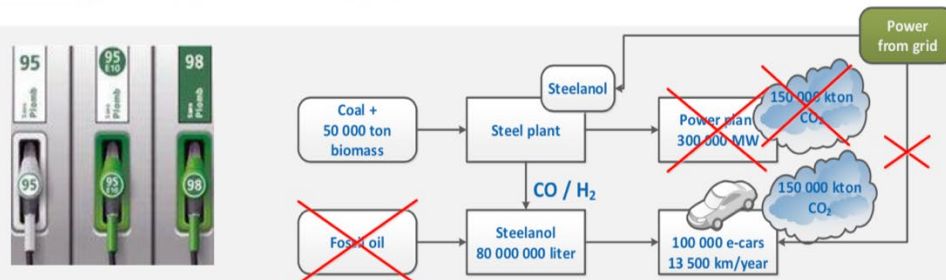 95
Sans
Plomb
95
E10
Sans
Plomb
98
Sans
Plomb
95
95
E10
98
Power
from grid
Steelanol
150 000 kton
CO₂
Coal +
50 000 ton
biomass
Steel plant
Power plant
300 000 MW
CO / H₂
150 000 kton
CO₂
Fossil oil
Steelanol
80 000 000 liter
100 000 e-cars
13 500 km/year